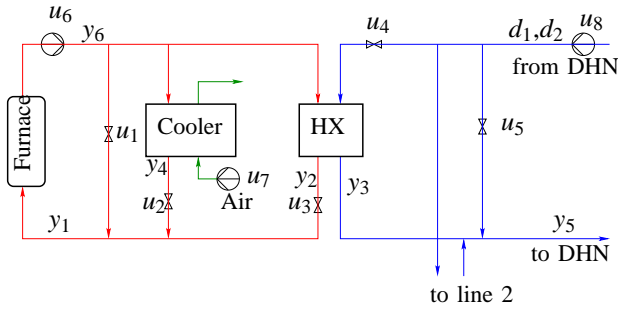 u6
y6
u4
d1,d2
u8
from DHN
Furnace
u1
Cooler
HX
u5
y4
u7
Air
u2
y2
u3
y3
y1
y5
to DHN
to line 2